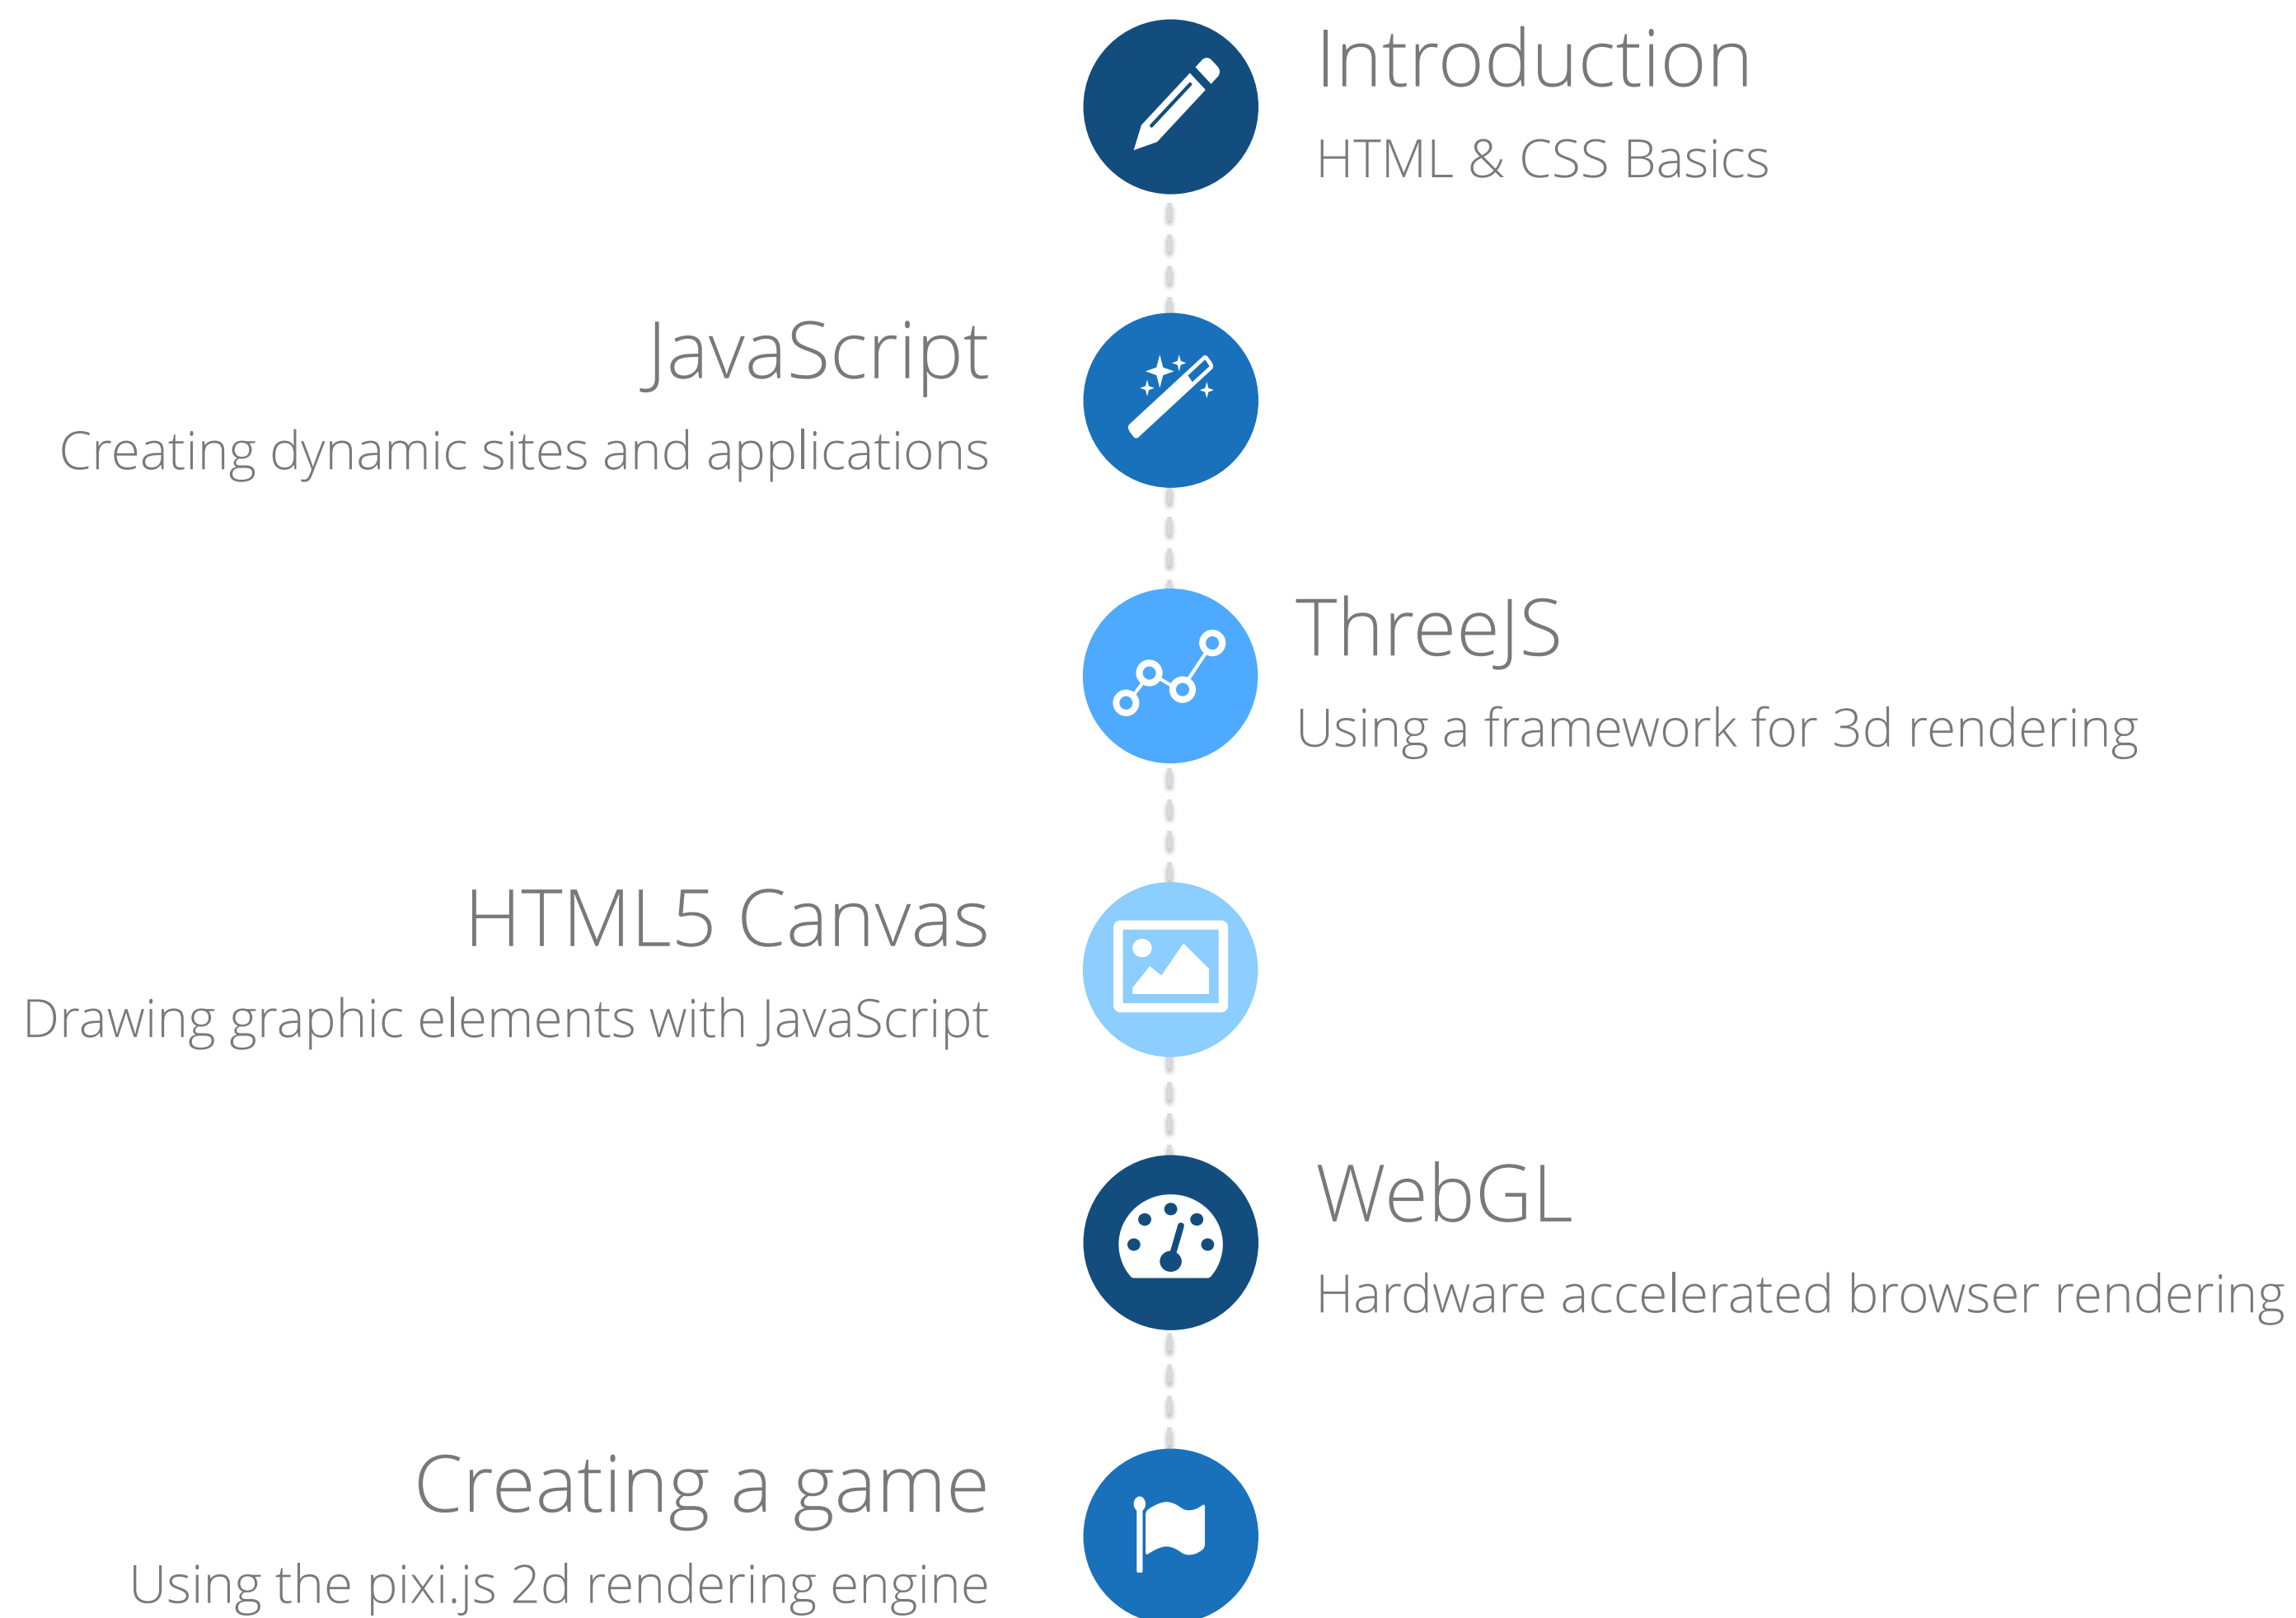 Introduction
HTML & CSS Basics
JavaScript
Creating dynamic sites and applications
ThreeJS
Using a framework for 3d rendering
HTML5 Canvas
Drawing graphic elements with JavaScript
WebGL
Hardware accelerated browser rendering
Creating a game
Using the pixi.js 2d rendering engine